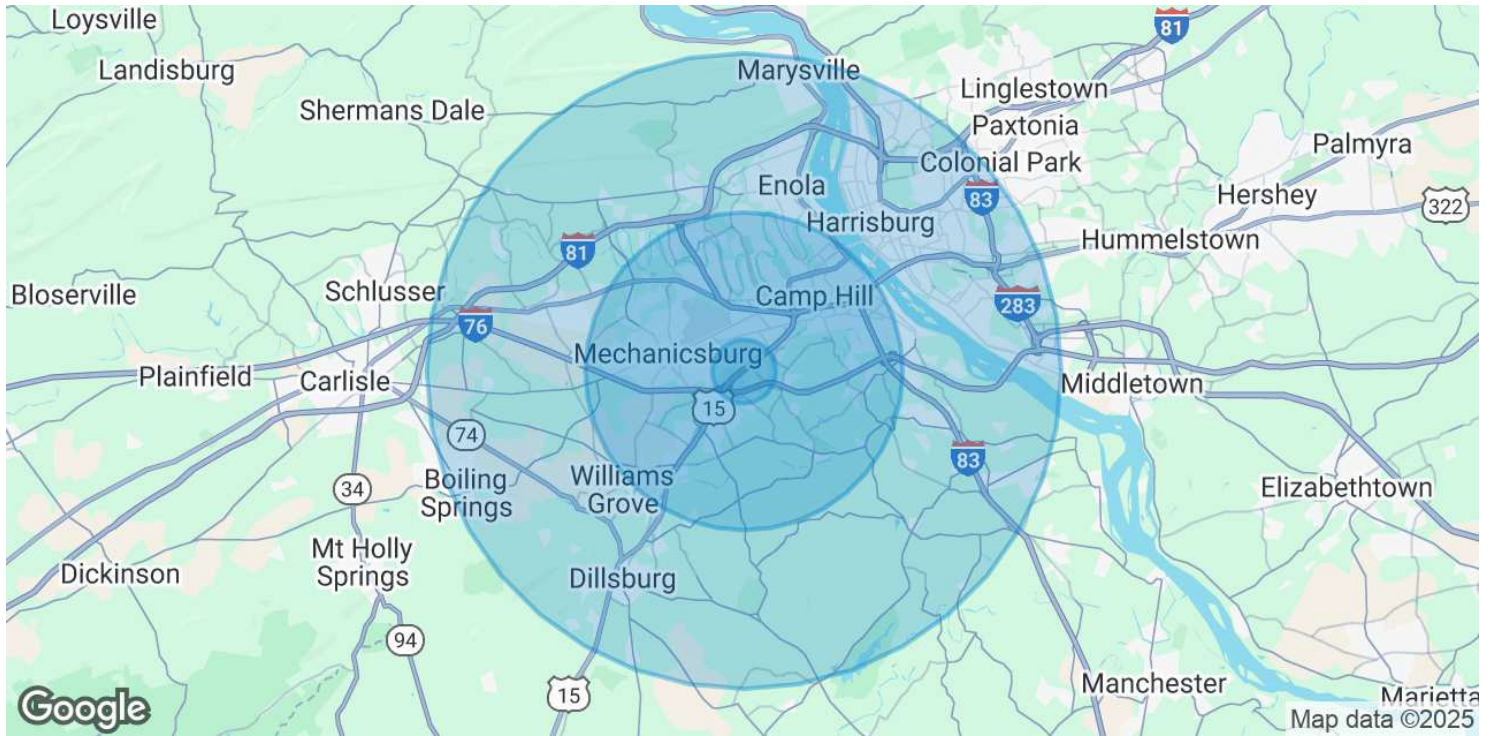 Loysville
81
Landisburg
Marysville
Linglestown
Shermans Dale
Paxtonia
Palmyra
Colonial Park
Enola
83
Hershey
322
Harrisburg
Hummelstown
81
Schlusser
Bloserville
Camp Hill
283
76
Mechanicsburg
Plainfield
Carlisle
Middletown
15
74
83
Williams
Grove
Boiling
Springs
34
Elizabethtown
Mt Holly
Springs
Dickinson
Dillsburg
94
15
Manchester
Marietta
Google
Map data ©2025